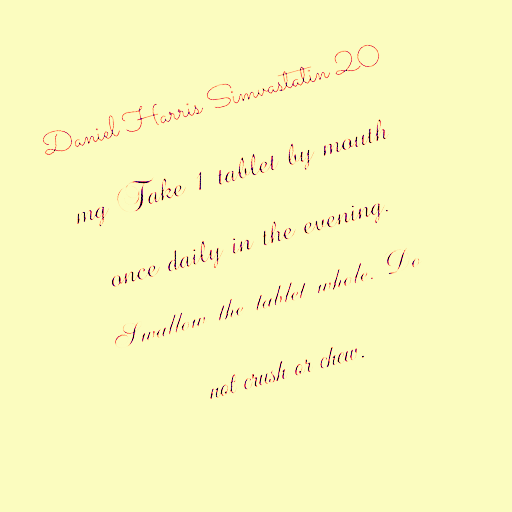 Daniel Harris Simvastatin 20
mg Take 1 tablet by mouth
once daily in the evening.
Swallow the tablet whole. Do
not crush or chew.